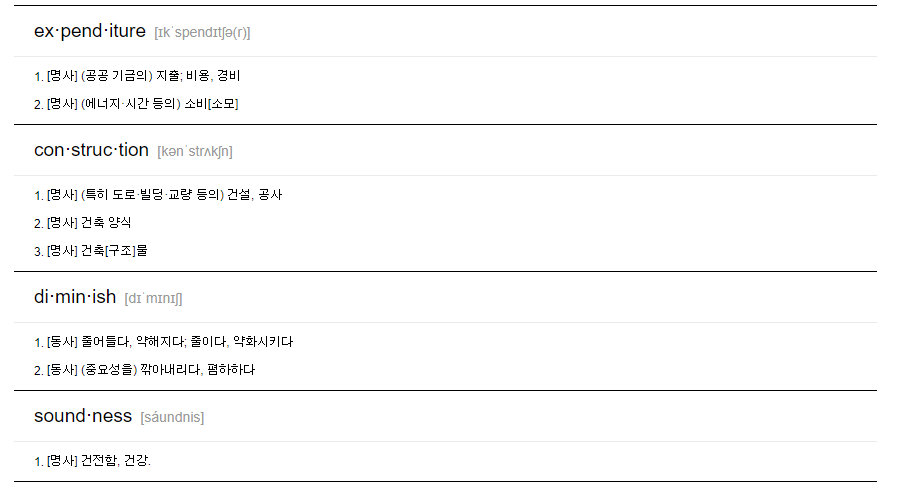 ex·pend·iture [ɪkˈspendɪtʃə(r)]
1. [명사] (공공 기금의) 지출; 비용, 경비
2. [명사] (에너지·시간 등의) 소비[소모]
con·struc·tion [kənˈstrʌkʃn]
1. [명사] (특히 도로·빌딩·교량 등의) 건설, 공사
2. [명사] 건축 양식
3. [명사] 건축[구조]물
di·min·ish [dɪˈmɪnɪʃ]
1. [동사] 줄어들다, 약해지다; 줄이다, 약화시키다
2. [동사] (중요성을) 깎아내리다, 폄하하다
sound·ness [sáundnis]
1. [명사] 건전함, 건강.